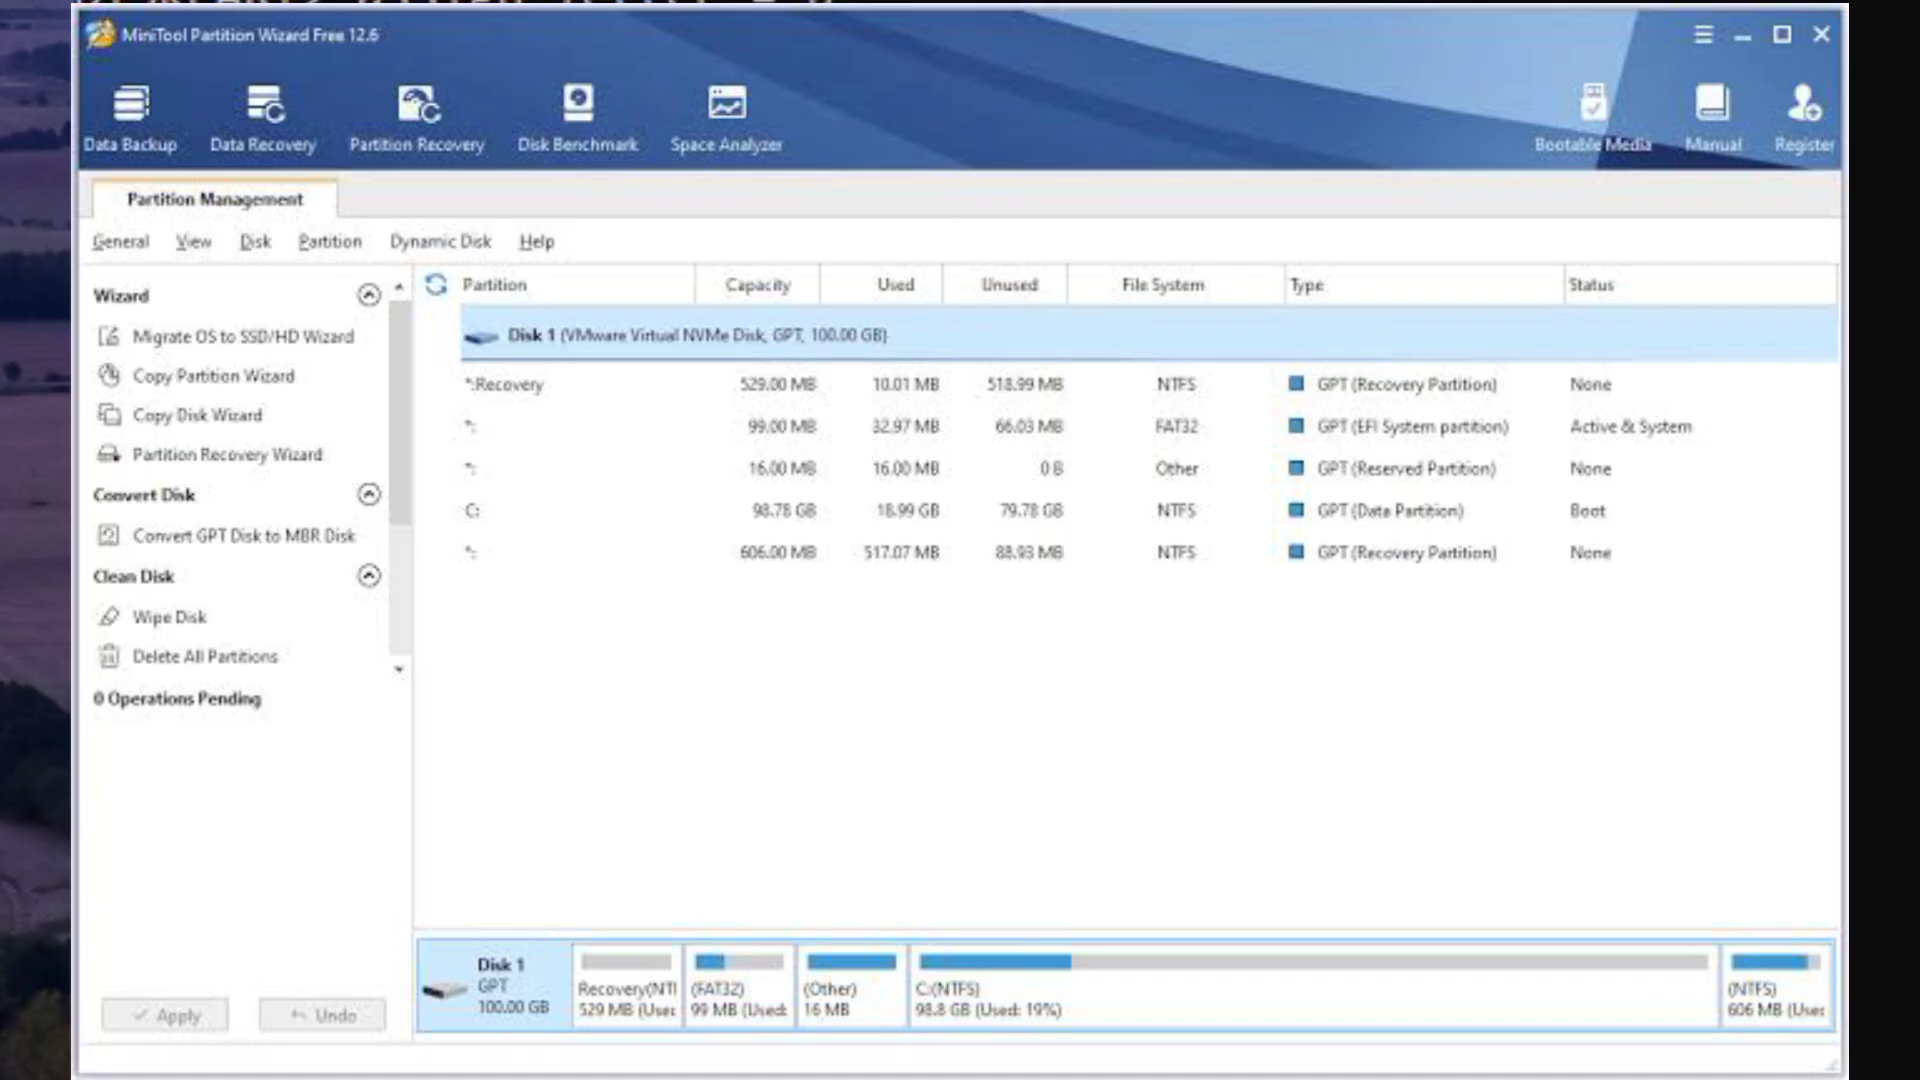 MiniTool Partition Wizard Free 12.6
Data Backup
Data Recovery
Partition Recovery
Disk Benchmark
Space Analyzer
Bootable Media
Manual
Register
Partition Management
General View Disk Partition Dynamic Disk Help
Wizard
Migrate OS to SSD/HD Wizard
Copy Partition Wizard
Copy Disk Wizard
Partition Recovery Wizard
Convert Disk
Convert GPT Disk to MBR Disk
Clean Disk
Wipe Disk
Delete All Partitions
0 Operations Pending
Apply
Undo
Partition Capacity Used Unused File System Type Status
Disk 1 (VMware Virtual NVMe Disk, GPT, 100.00 GB)
*:Recovery 529.00 MB 10.01 MB 518.99 MB NTFS GPT (Recovery Partition) None
*: 99.00 MB 32.97 MB 66.03 MB FAT32 GPT (EFI System partition) Active & System
*: 16.00 MB 16.00 MB 0 B Other GPT (Reserved Partition) None
C: 98.78 GB 18.99 GB 79.78 GB NTFS GPT (Data Partition) Boot
*: 606.00 MB 517.07 MB 88.93 MB NTFS GPT (Recovery Partition) None
Disk 1
GPT
100.00 GB
Recovery(NTI
529 MB (Used
(FAT32)
99 MB (Used:
(Other)
16 MB
C:(NTFS)
98.8 GB (Used: 19%)
(NTFS)
606 MB (Used